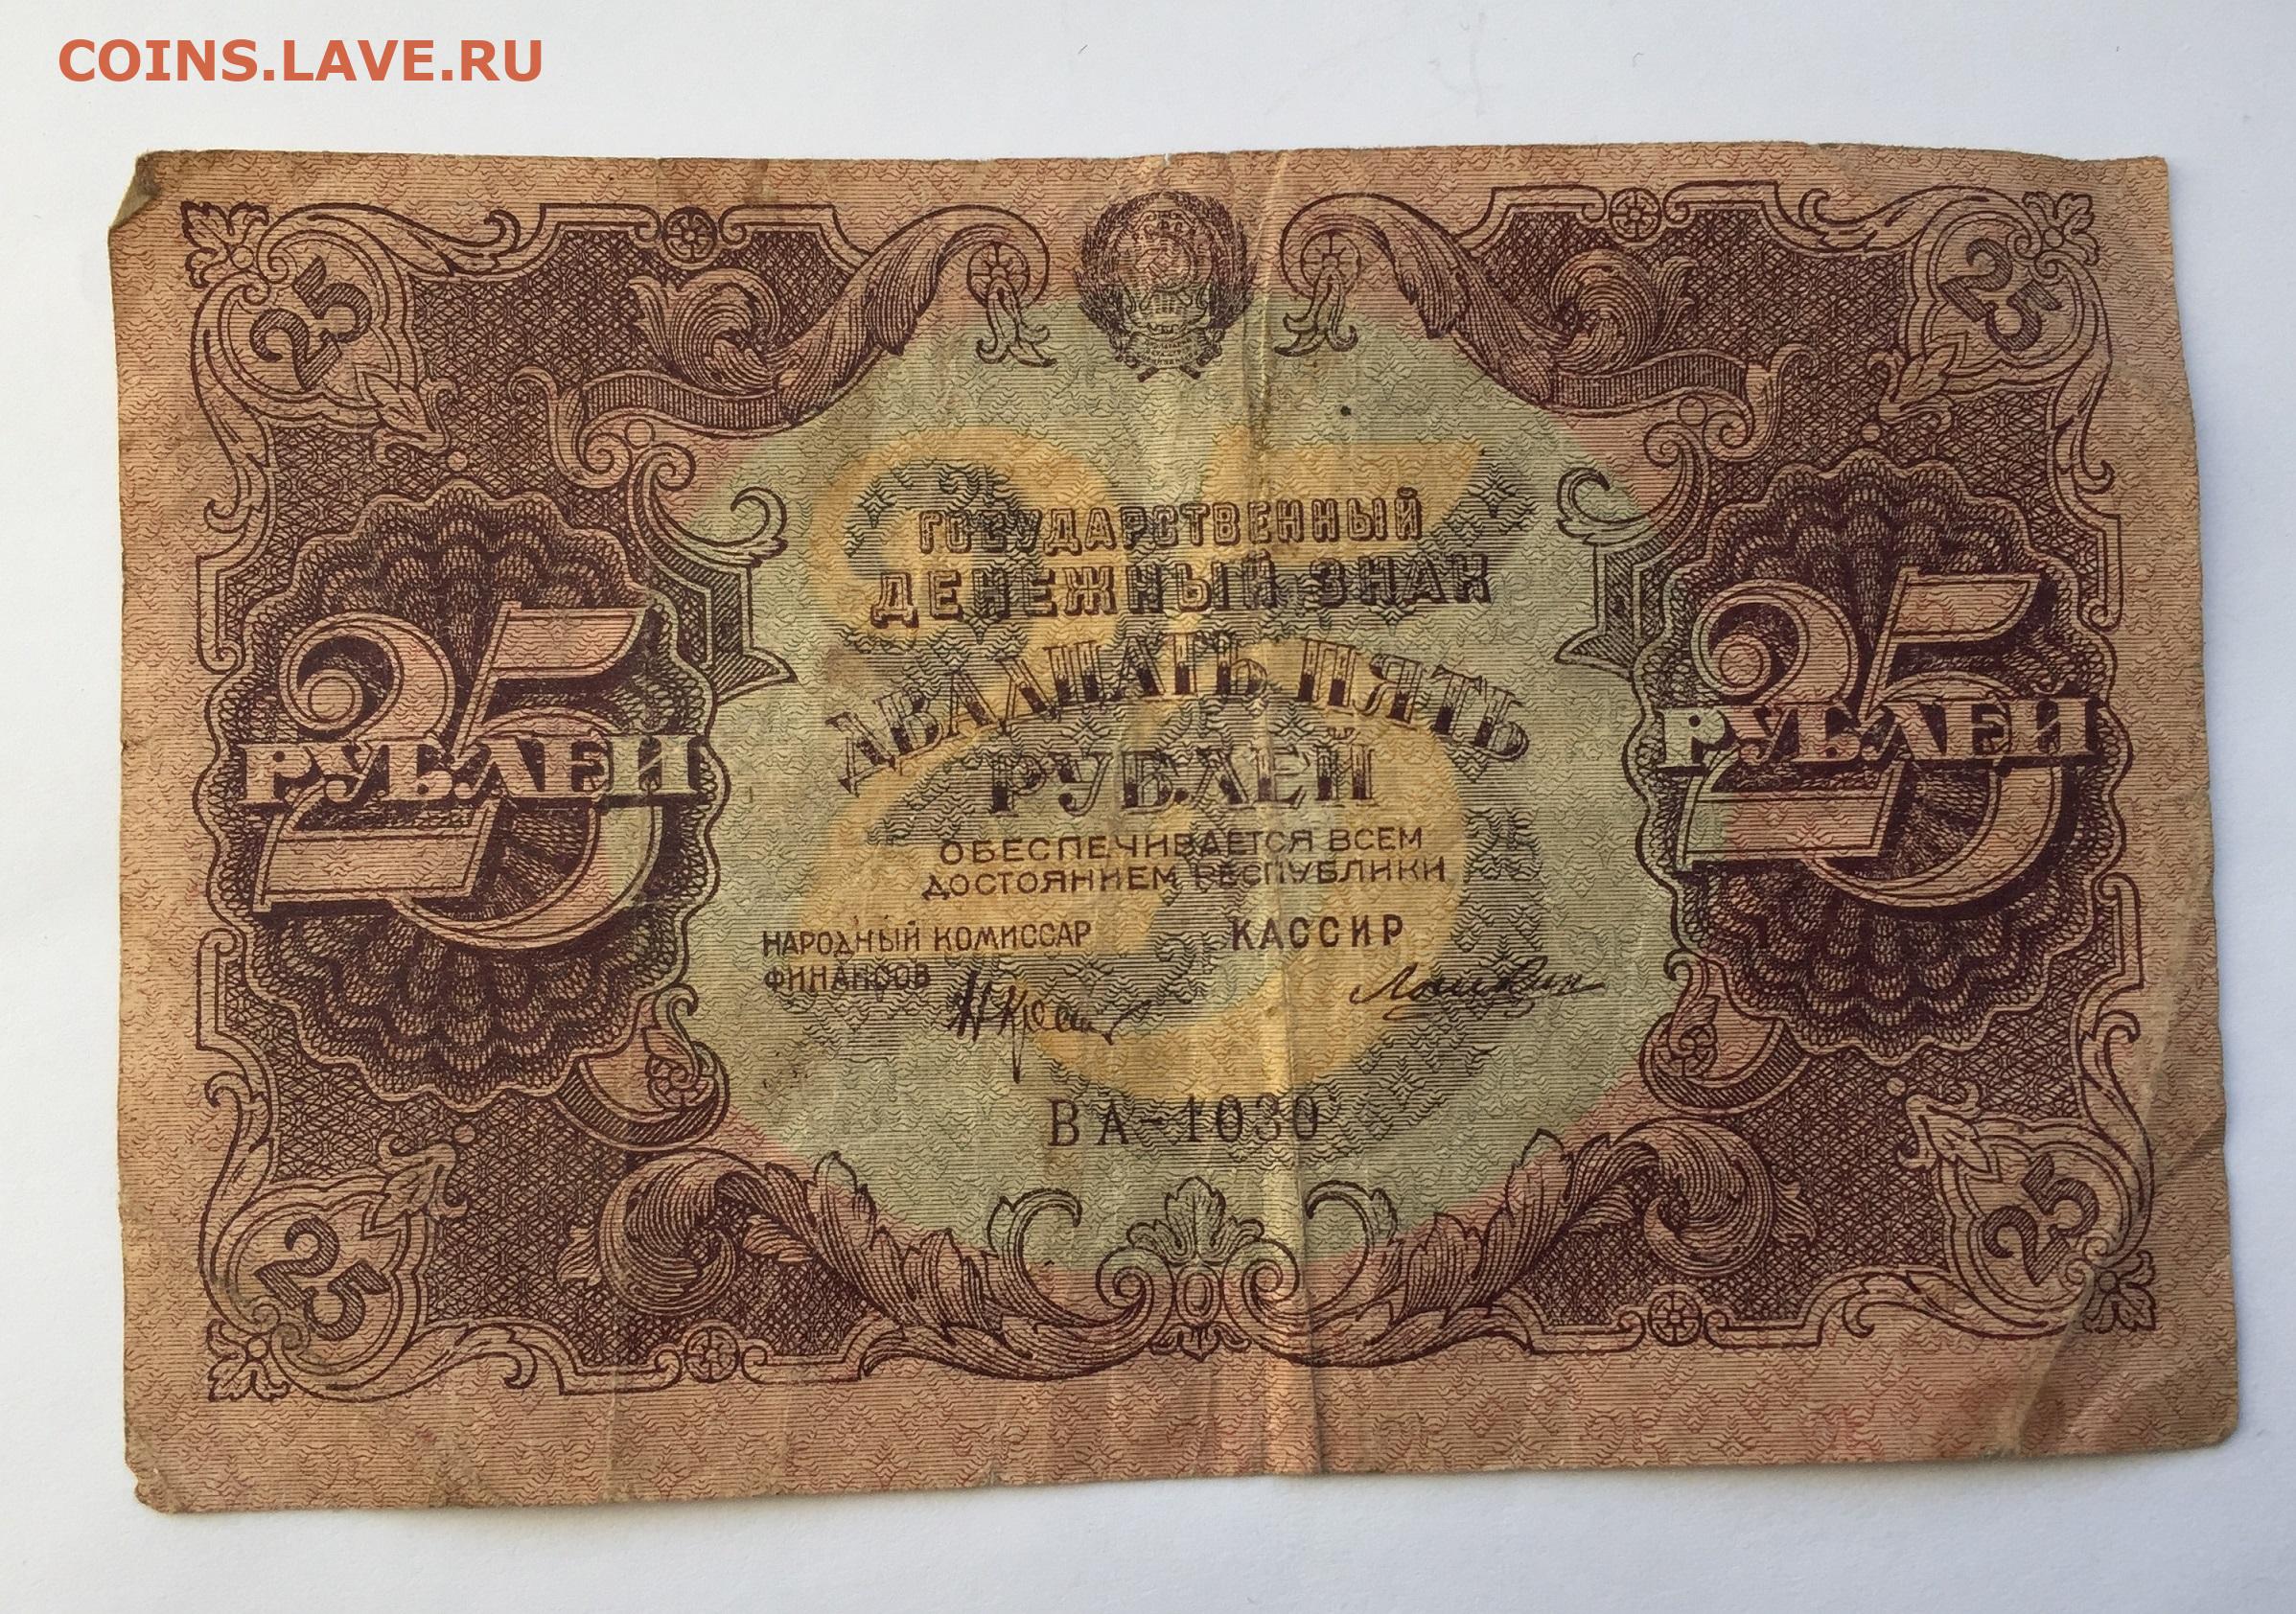 COINS.LAVE.RU
25
25
ГОСУДАРСТВЕННЫЙ
ДЕНЕЖНЫЙ ЗНАК
ДВАДЦАТЬ ПЯТЬ
РУБЛЕЙ
25
РУБЛЕЙ
25
РУБЛЕЙ
ОБЕСПЕЧИВАЕТСЯ ВСЕМ
ДОСТОЯНИЕМ РЕСПУБЛИКИ
НАРОДНЫЙ КОМИССАР
ФИНАНСОВ
КАССИР
ВА-1030
25
25